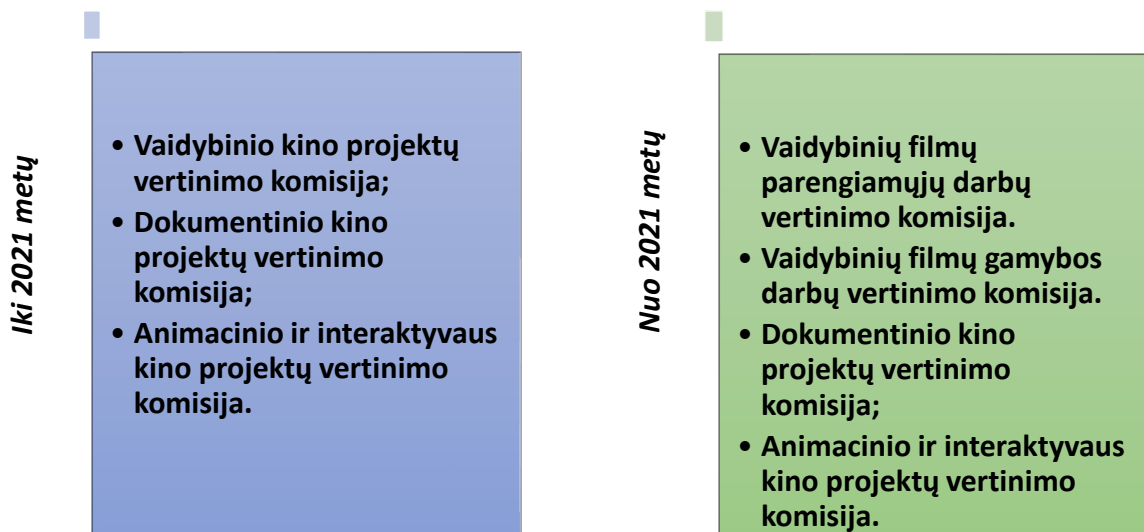 Iki 2021 metų
• Vaidybinio kino projektų
vertinimo komisija;
• Dokumentinio kino
projektų vertinimo
komisija;
• Animacinio ir interaktyvaus
kino projektų vertinimo
komisija.
Nuo 2021 metų
• Vaidybinių filmų
parengiamųjų darbų
vertinimo komisija.
• Vaidybinių filmų gamybos
darbų vertinimo komisija.
• Dokumentinio kino
projektų vertinimo
komisija;
• Animacinio ir interaktyvaus
kino projektų vertinimo
komisija.